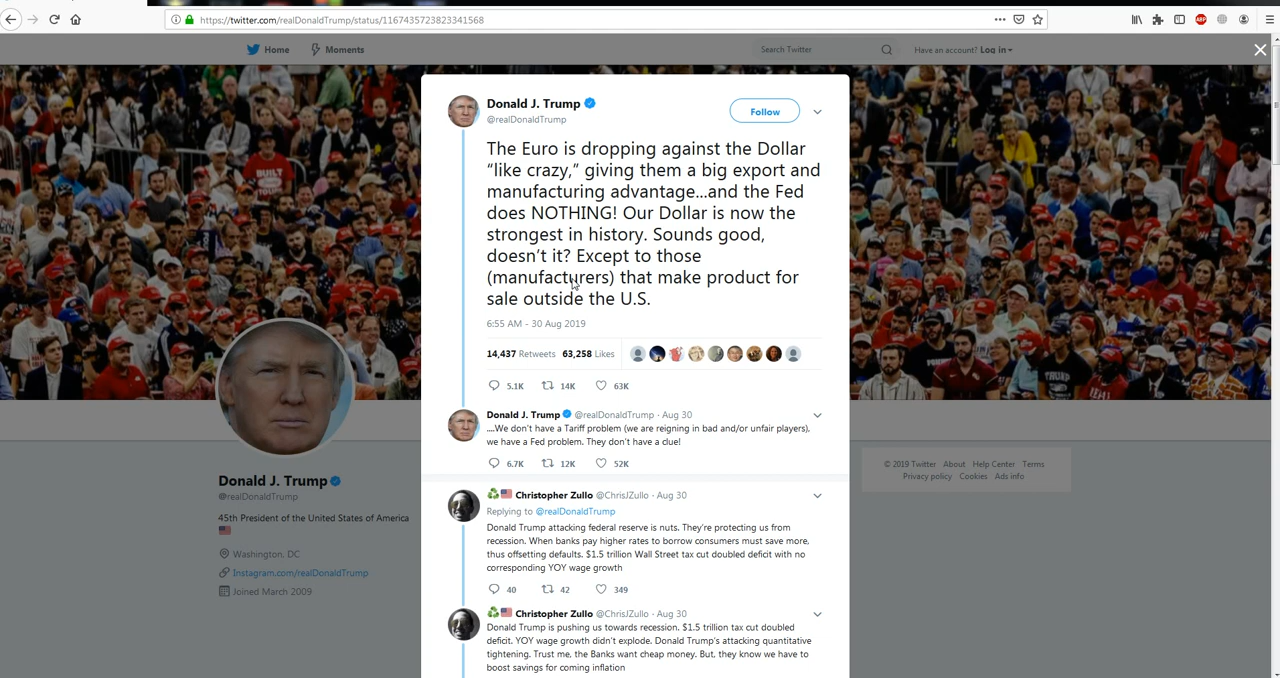 https://twitter.com/realDonaldTrump/status/1167435723823341568
ABP
Home
Moments
Search Twitter
Have an account? Log in
Donald J. Trump
@realDonaldTrump
Follow
The Euro is dropping against the Dollar
“like crazy,” giving them a big export and
manufacturing advantage...and the Fed
does NOTHING! Our Dollar is now the
strongest in history. Sounds good,
doesn’t it? Except to those
(manufacturers) that make product for
sale outside the U.S.
6:55 AM - 30 Aug 2019
14,437 Retweets 63,258 Likes
5.1K 14K 63K
Donald J. Trump @realDonaldTrump · Aug 30
....We don’t have a Tariff problem (we are reigning in bad and/or unfair players),
we have a Fed problem. They don’t have a clue!
6.7K 12K 52K
Christopher Zullo @ChrisJZullo · Aug 30
Replying to @realDonaldTrump
Donald Trump attacking federal reserve is nuts. They’re protecting us from
recession. When banks pay higher rates to borrow consumers must save more,
thus offsetting defaults. $1.5 trillion Wall Street tax cut doubled deficit with no
corresponding YOY wage growth
40 42 349
Christopher Zullo @ChrisJZullo · Aug 30
Donald Trump is pushing us towards recession. $1.5 trillion tax cut doubled
deficit. YOY wage growth didn’t explode. Donald Trump’s attacking quantitative
tightening. Trust me, the Banks want cheap money. But, they know we have to
boost savings for coming inflation
Donald J. Trump
@realDonaldTrump
45th President of the United States of America
Washington, DC
Instagram.com/realDonaldTrump
Joined March 2009
© 2019 Twitter About Help Center Terms
Privacy policy Cookies Ads info
BUILT
TRUMP